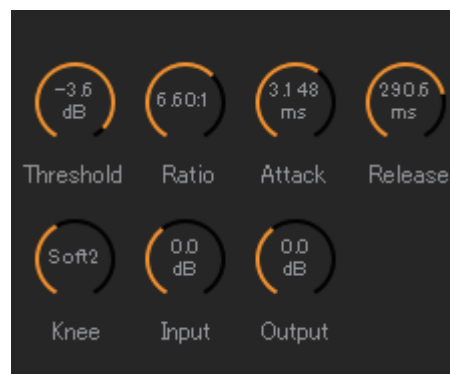 -3.6 dB
6.60:1
3.148 ms
290.6 ms
Threshold
Ratio
Attack
Release
Soft2
0.0 dB
0.0 dB
Knee
Input
Output